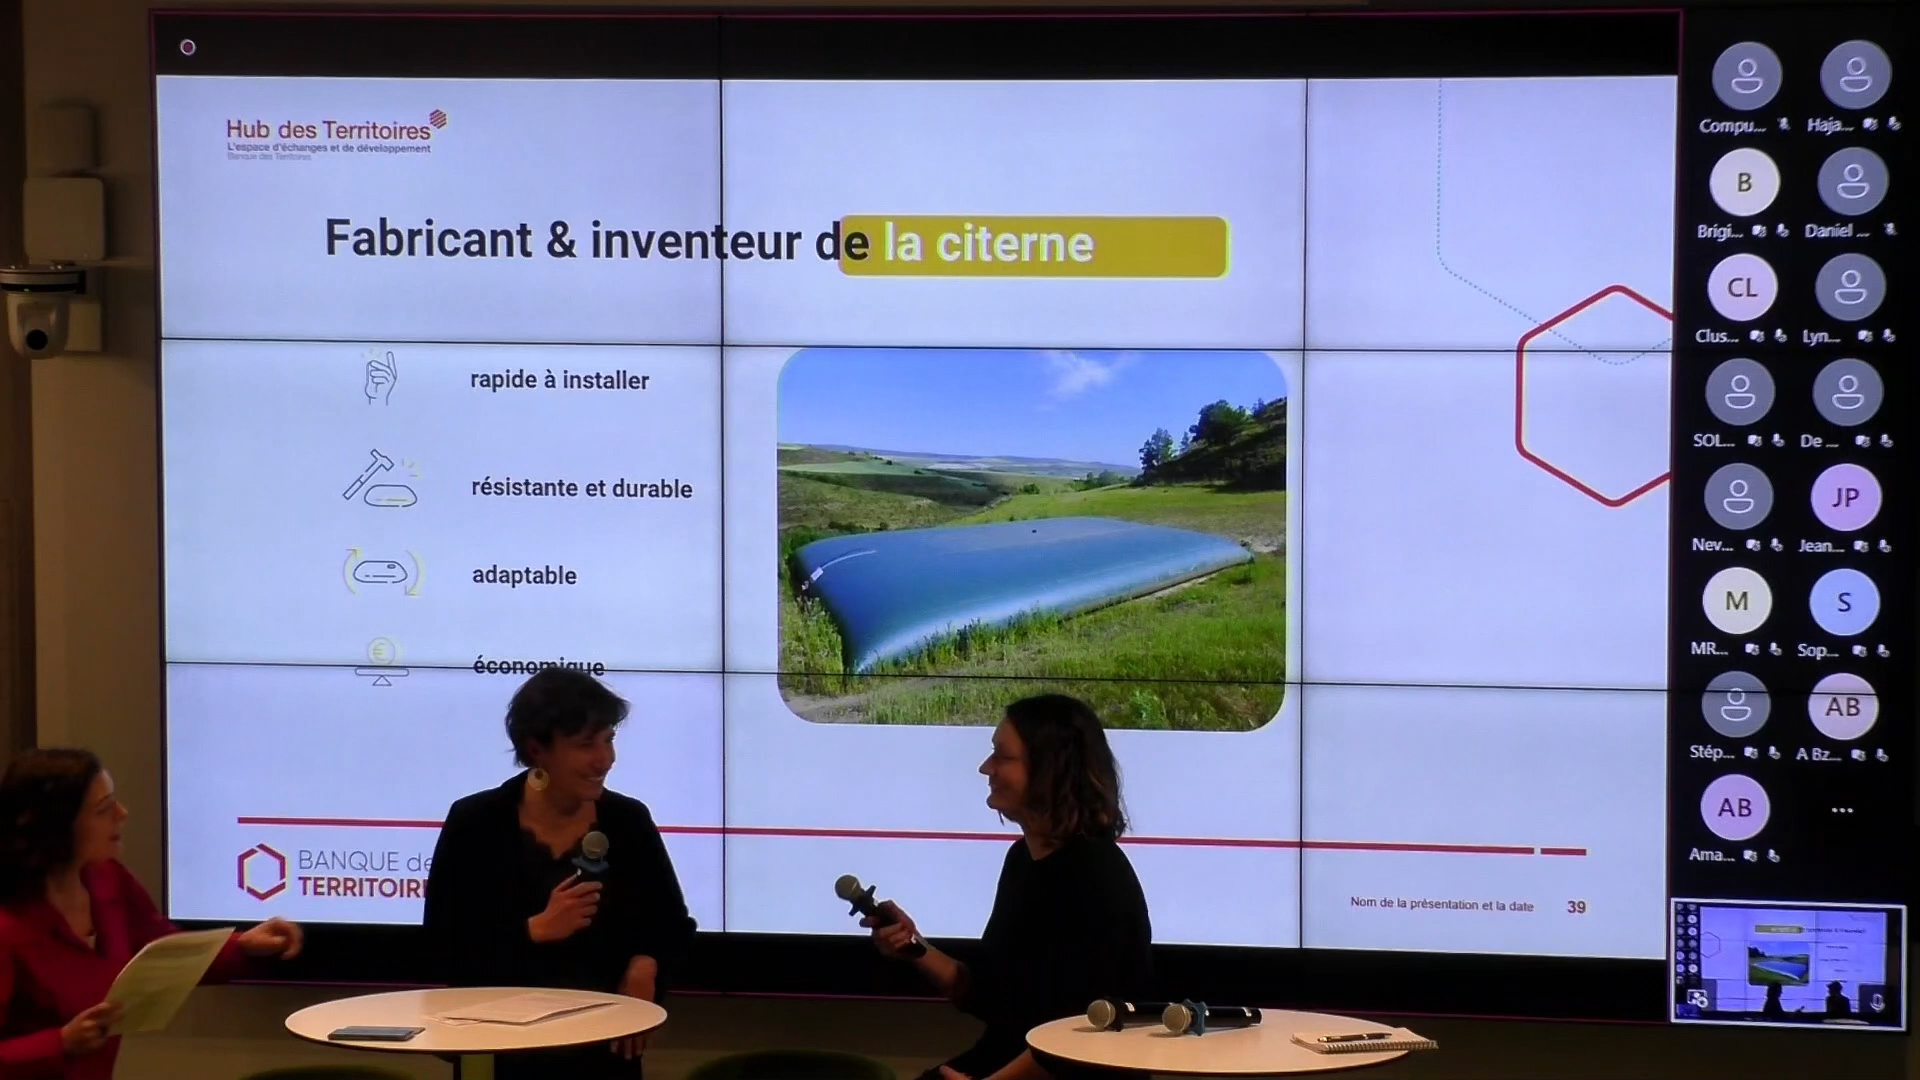 Hub des Territoires
L'espace d'échanges et de développement
Banque des Territoires
Fabricant & inventeur de la citerne
rapide à installer
résistante et durable
adaptable
économique
BANQUE de
TERRITOIR
Nom de la présentation et la date 39
Compu... Haja...
B
Brigi... Daniel ...
CL
Clus... Lyn...
SOL... De ...
JP
Nev... Jean...
M S
MR... Sop...
AB
Stép... A Bz...
AB ...
Ama...